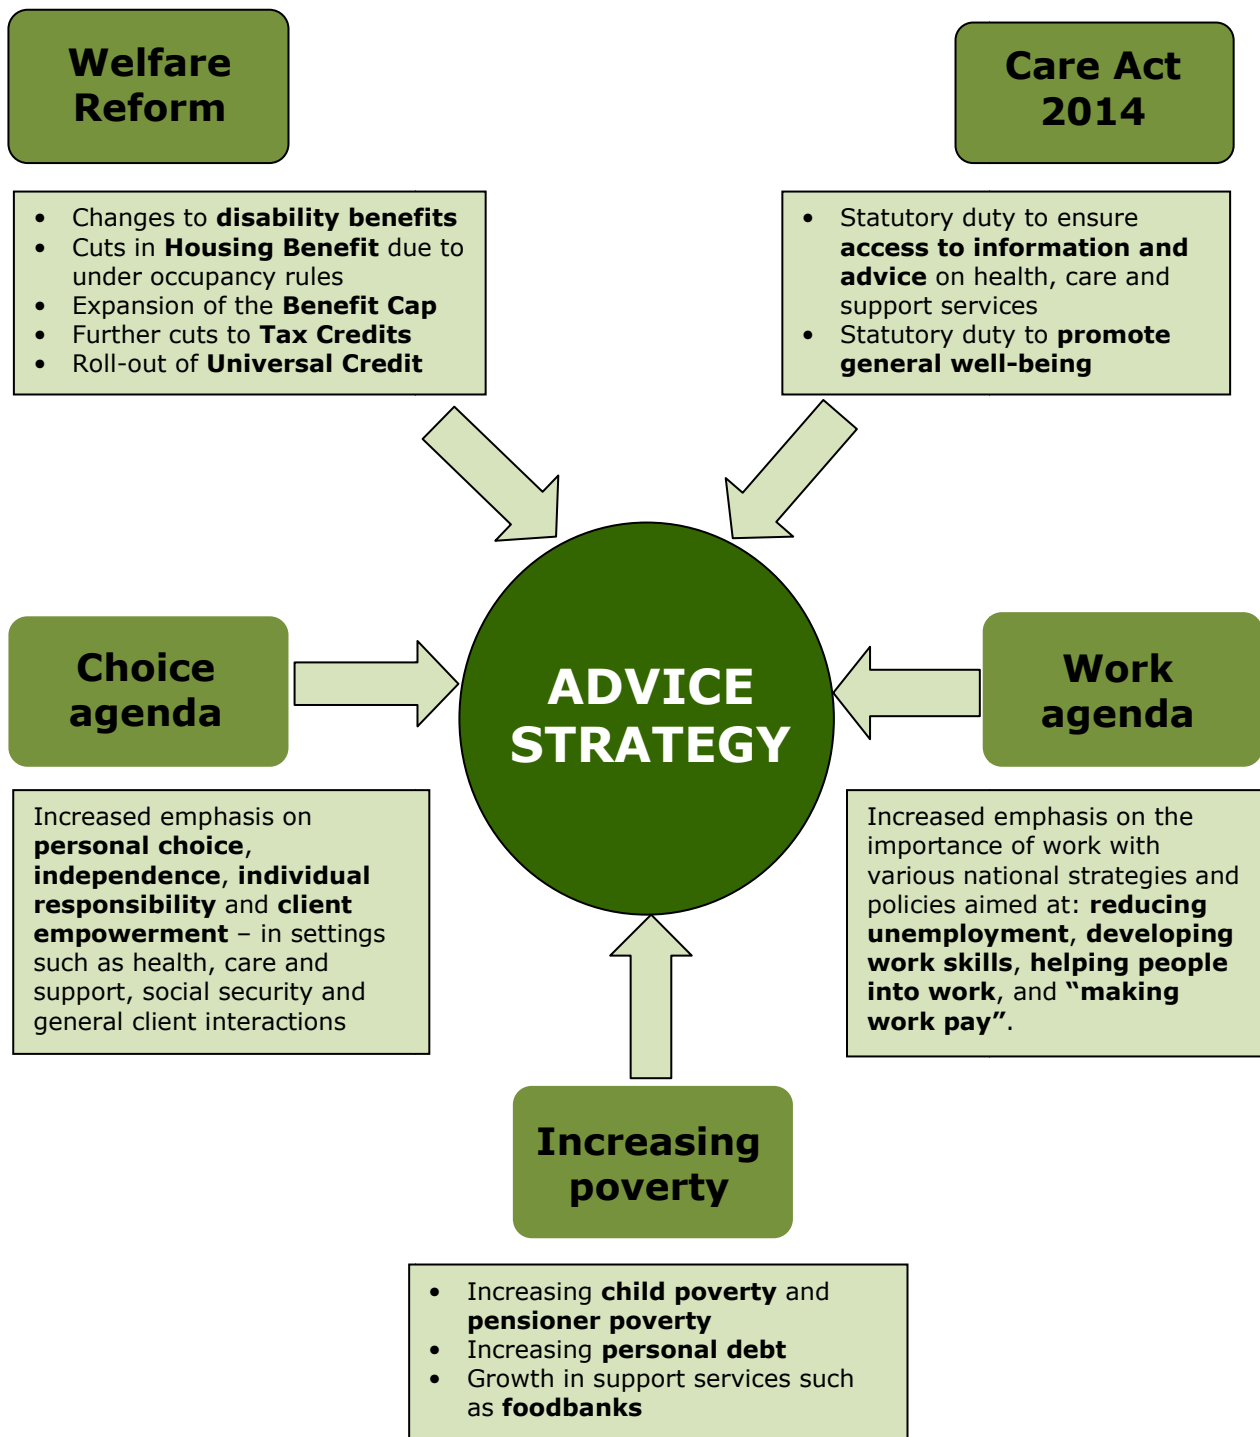 Welfare
Reform
• Changes to disability benefits
• Cuts in Housing Benefit due to
under occupancy rules
• Expansion of the Benefit Cap
• Further cuts to Tax Credits
• Roll-out of Universal Credit
Care Act
2014
• Statutory duty to ensure
access to information and
advice on health, care and
support services
• Statutory duty to promote
general well-being
Choice
agenda
Increased emphasis on
personal choice,
independence, individual
responsibility and client
empowerment – in settings
such as health, care and
support, social security and
general client interactions
ADVICE
STRATEGY
Work
agenda
Increased emphasis on the
importance of work with
various national strategies and
policies aimed at: reducing
unemployment, developing
work skills, helping people
into work, and “making
work pay”.
Increasing
poverty
• Increasing child poverty and
pensioner poverty
• Increasing personal debt
• Growth in support services such
as foodbanks